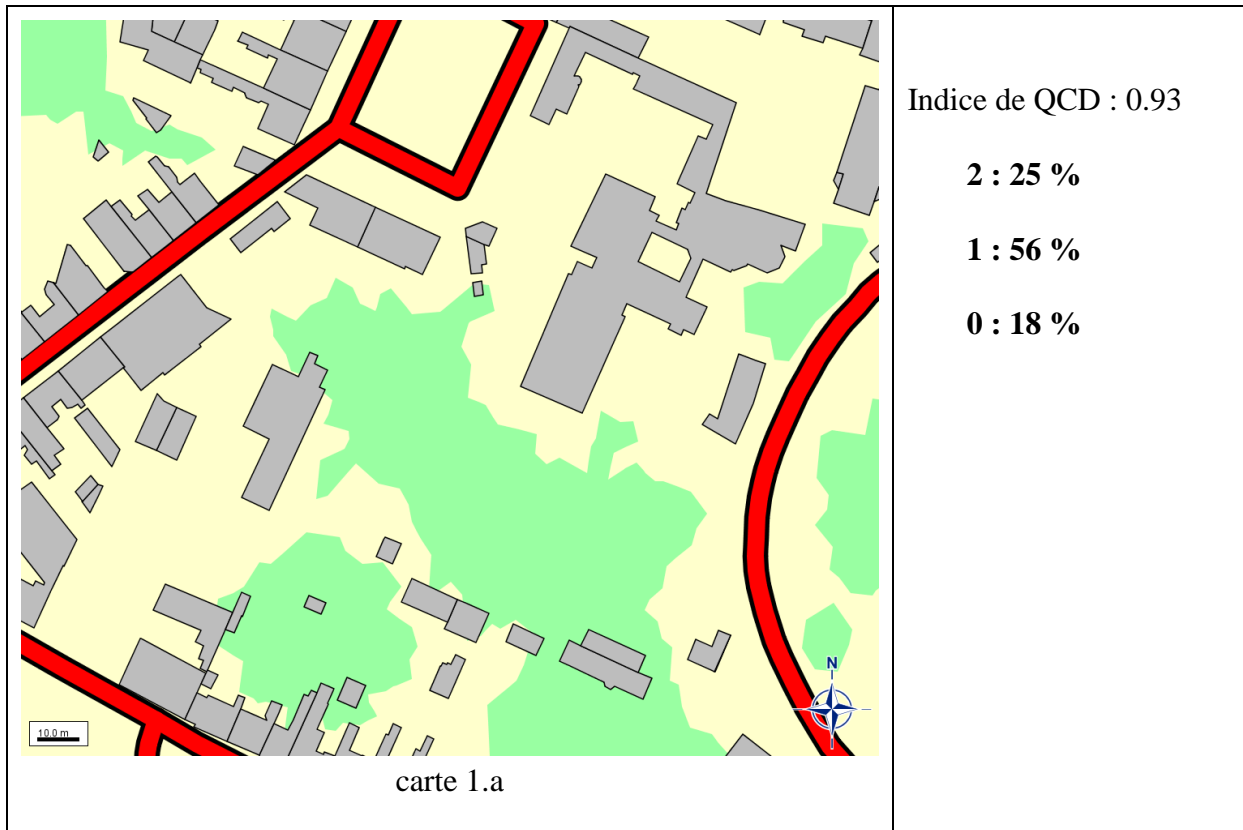 Indice de QCD : 0.93
2 : 25 %
1 : 56 %
0 : 18 %
N
10,0 m
carte 1.a